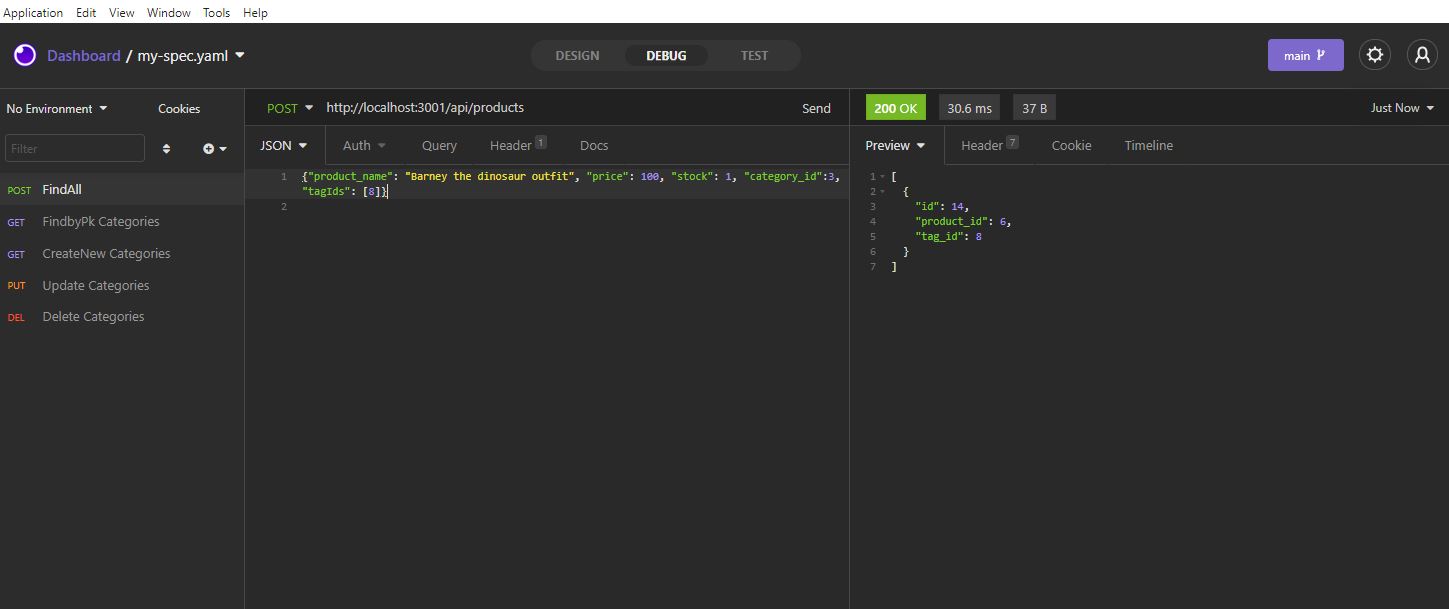 Application Edit View Window Tools Help
Dashboard / my-spec.yaml
DESIGN DEBUG TEST
main
No Environment Cookies
Filter
POST FindAll
GET FindbyPk Categories
GET CreateNew Categories
PUT Update Categories
DEL Delete Categories
POST http://localhost:3001/api/products Send
JSON Auth Query Header 1 Docs
1 {"product_name": "Barney the dinosaur outfit", "price": 100, "stock": 1, "category_id":3,
"tagIds": [8]}
2
200 OK 30.6 ms 37 B Just Now
Preview Header 7 Cookie Timeline
1 [
2 {
3 "id": 14,
4 "product_id": 6,
5 "tag_id": 8
6 }
7 ]